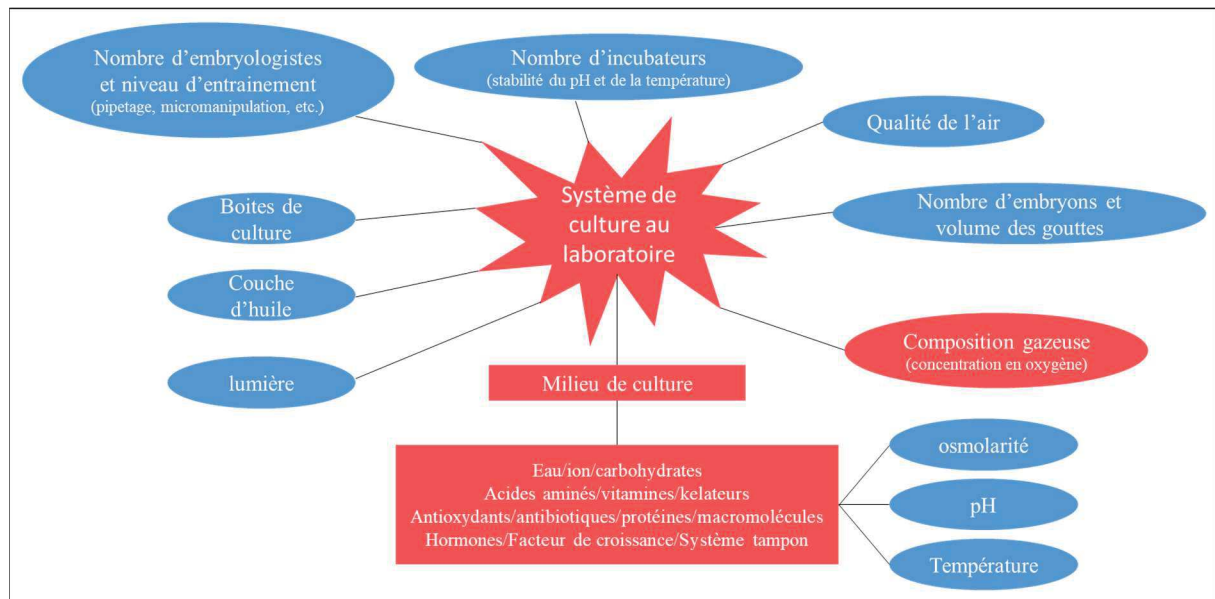 Nombre d’embryologistes
et niveau d’entrainement
(pipetage, micromanipulation, etc.)
Nombre d’incubateurs
(stabilité du pH et de la température)
Qualité de l’air
Système de
culture au
laboratoire
Boites de
culture
Nombre d’embryons et
volume des gouttes
Couche
d’huile
Composition gazeuse
(concentration en oxygène)
lumière
Milieu de culture
Eau/ion/carbohydrates
Acides aminés/vitamines/kelateurs
Antioxydants/antibiotiques/protéines/macromolécules
Hormones/Facteur de croissance/Système tampon
osmolarité
pH
Température